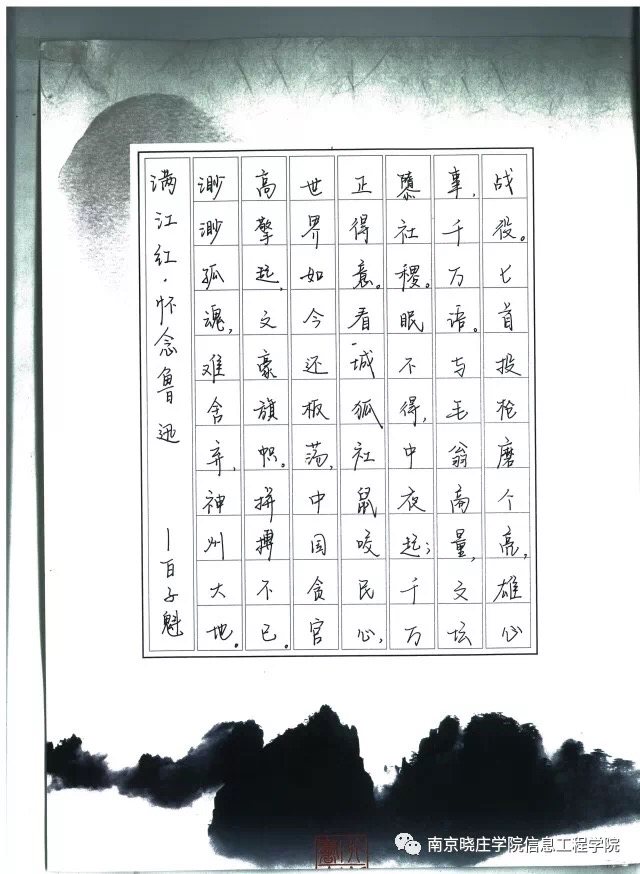 满江红·怀念鲁迅 —百子魁
渺渺孤魂,难舍弃,神州大地。
高擎起,文豪旗帜。拼搏不已。
世界如今还板荡,中国贪官
正得意。看-城狐社鼠咬民心,
隳社稷。眠不得,中夜起;千万
事,千万语。与毛翁商量,文坛
战役。匕首投枪磨个亮,雄心
南京晓庄学院信息工程学院